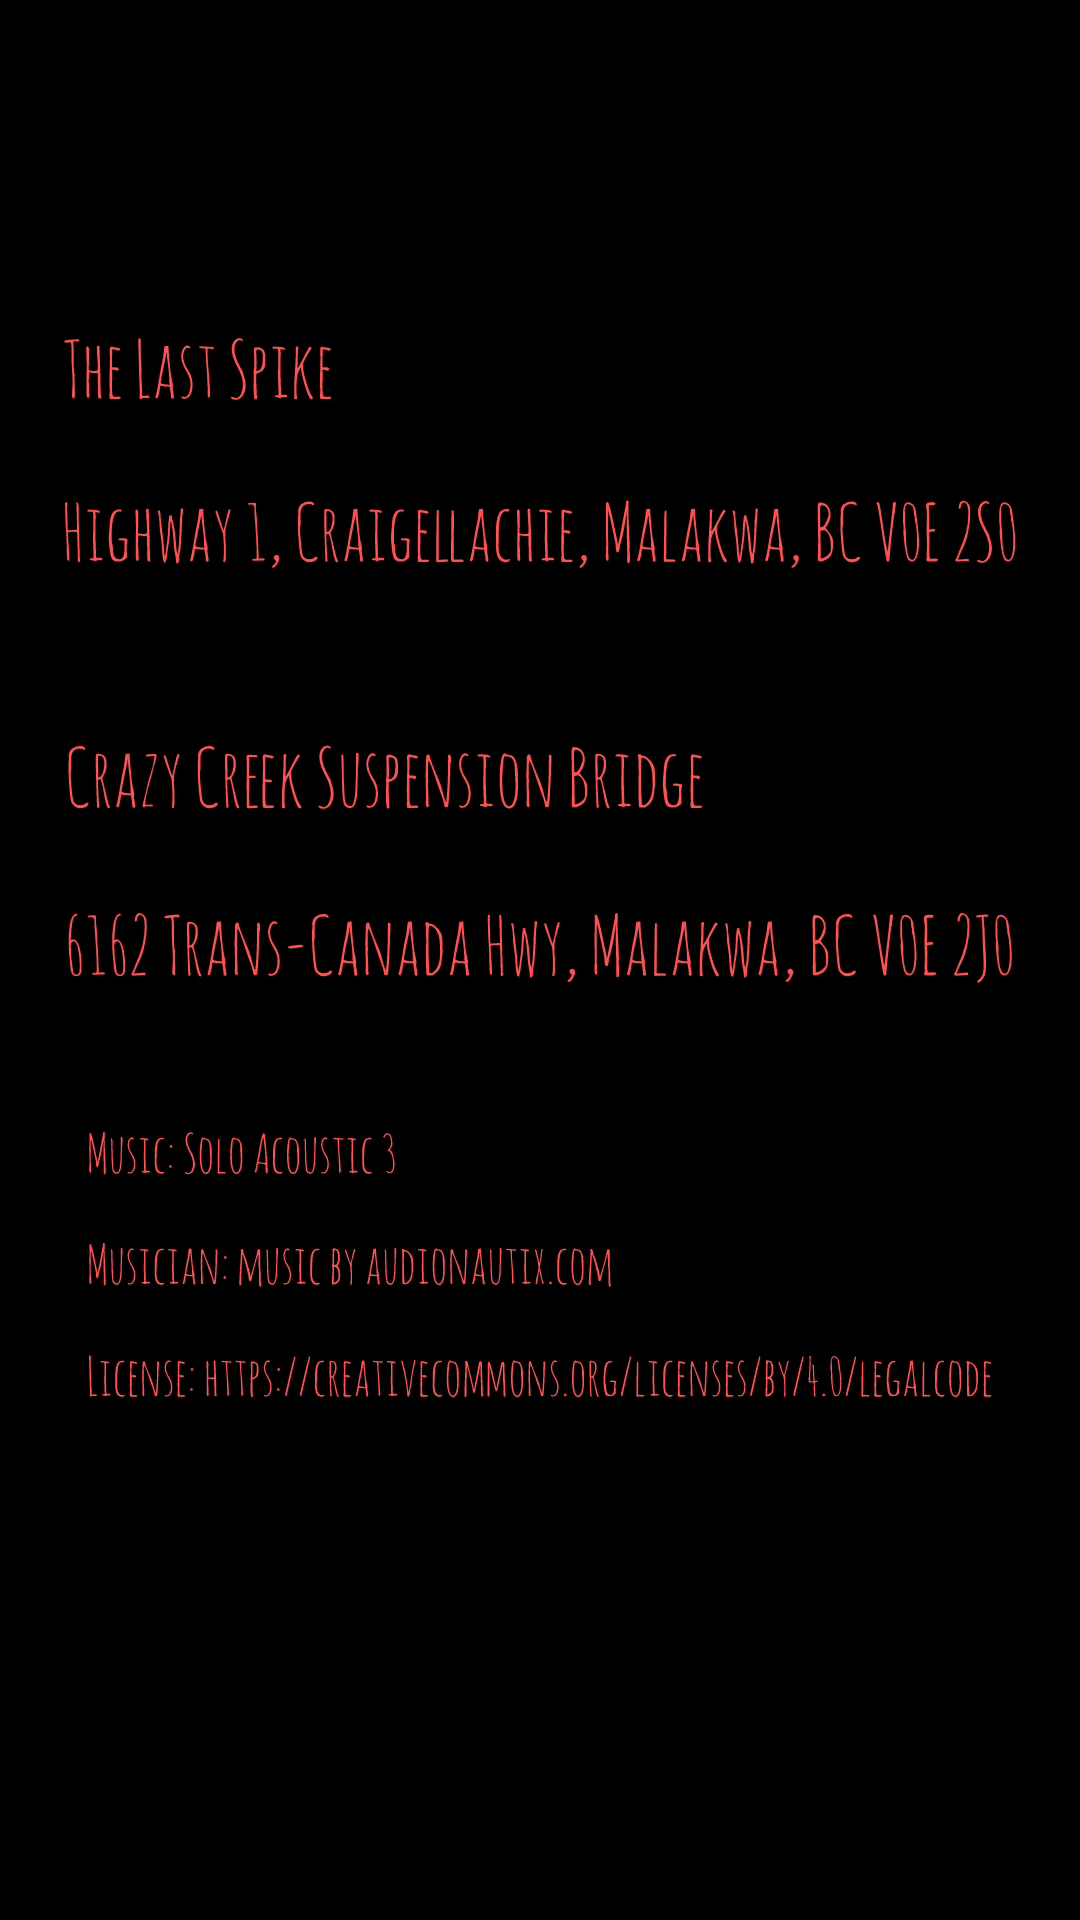 The Last Spike
Highway 1, Craigellachie, Malakwa, BC V0E 2S0
Crazy Creek Suspension Bridge
6162 Trans-Canada Hwy, Malakwa, BC V0E 2J0
Music: Solo Acoustic 3
Musician: music by audionautix.com
License: https://creativecommons.org/licenses/by/4.0/legalcode